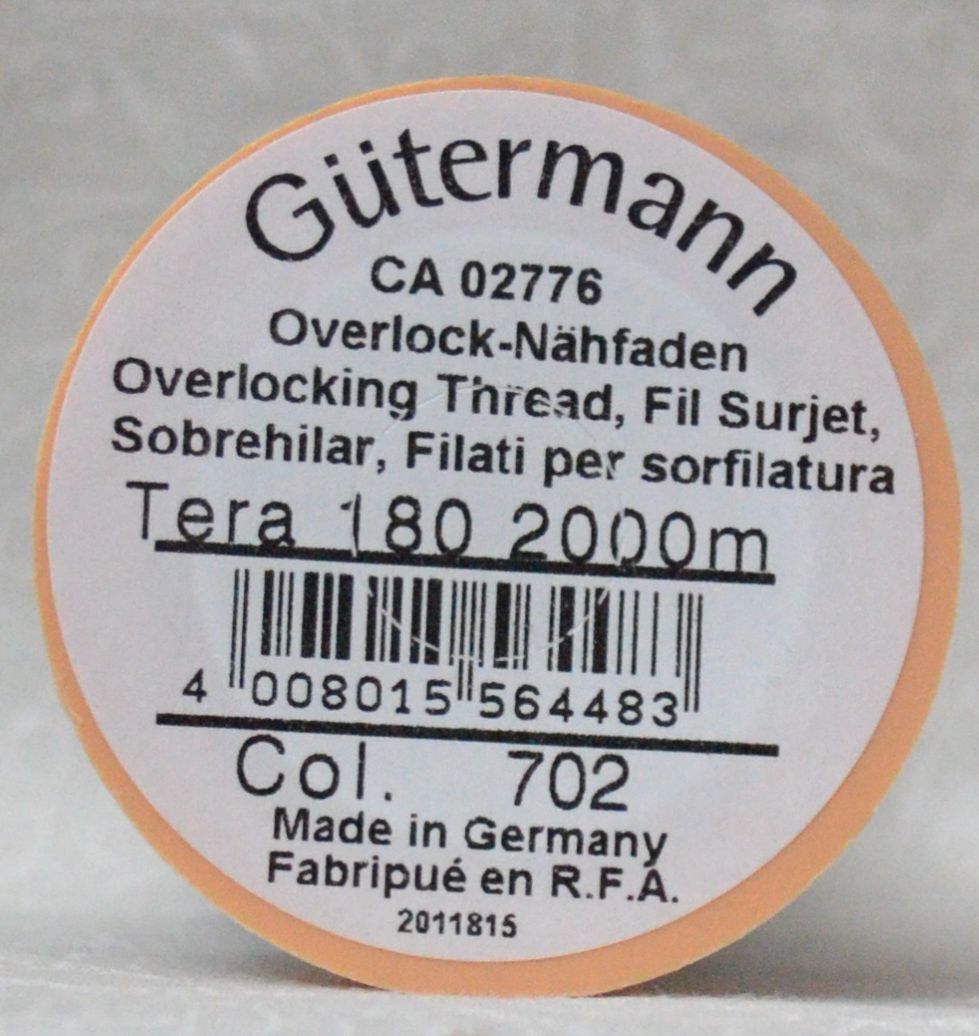 Gütermann
CA 02776
Overlock-Nähfaden
Overlocking Thread, Fil Surjet,
Sobrehilar, Filati per sorfilatura
Tera 180 2000m
4 008015 564483
Col. 702
Made in Germany
Fabripué en R.F.A.
2011815